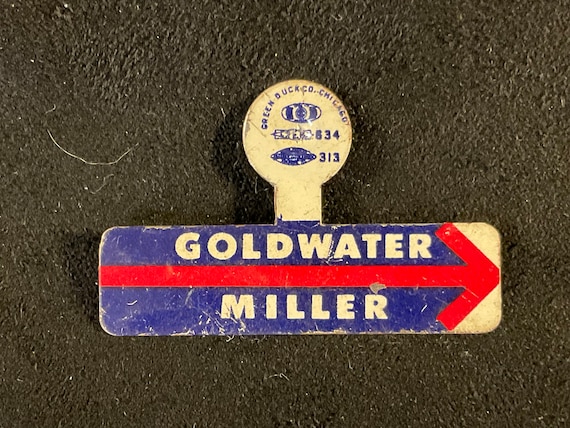 GREEN DUCK CO. CHICAGO
634
313
GOLDWATER
MILLER